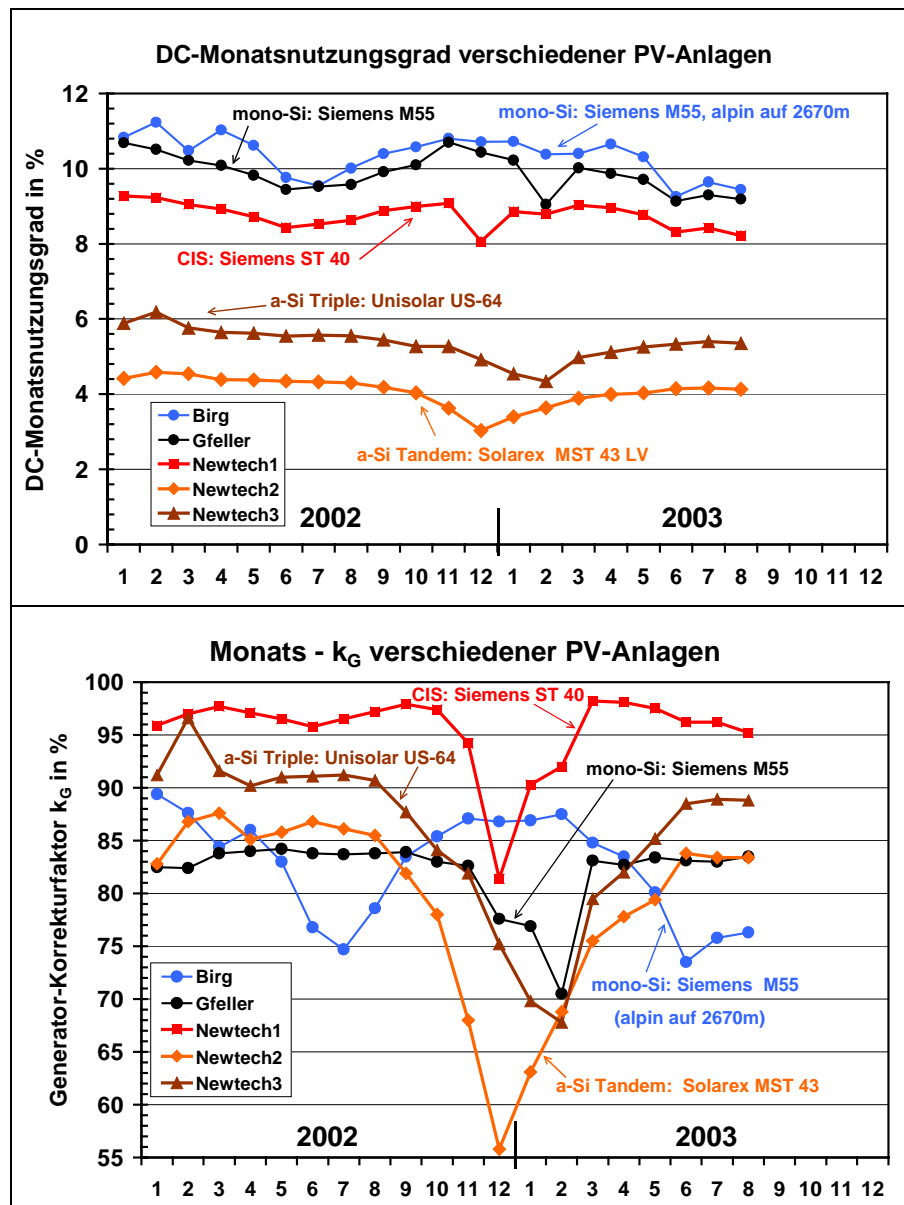 DC-Monatsnutzungsgrad verschiedener PV-Anlagen
DC-Monatsnutzungsgrad in %
12
10
8
6
4
2
0
mono-Si: Siemens M55
mono-Si: Siemens M55, alpin auf 2670m
CIS: Siemens ST 40
a-Si Triple: Unisolar US-64
a-Si Tandem: Solarex MST 43 LV
Birg
Gfeller
Newtech1
Newtech2
Newtech3
2002
2003
1 2 3 4 5 6 7 8 9 10 11 12 1 2 3 4 5 6 7 8 9 10 11 12
Monats - kG verschiedener PV-Anlagen
Generator-Korrekturfaktor kG in %
100
95
90
85
80
75
70
65
60
55
CIS: Siemens ST 40
a-Si Triple: Unisolar US-64
mono-Si: Siemens M55
mono-Si: Siemens M55
(alpin auf 2670m)
a-Si Tandem: Solarex MST 43
Birg
Gfeller
Newtech1
Newtech2
Newtech3
2002
2003
1 2 3 4 5 6 7 8 9 10 11 12 1 2 3 4 5 6 7 8 9 10 11 12